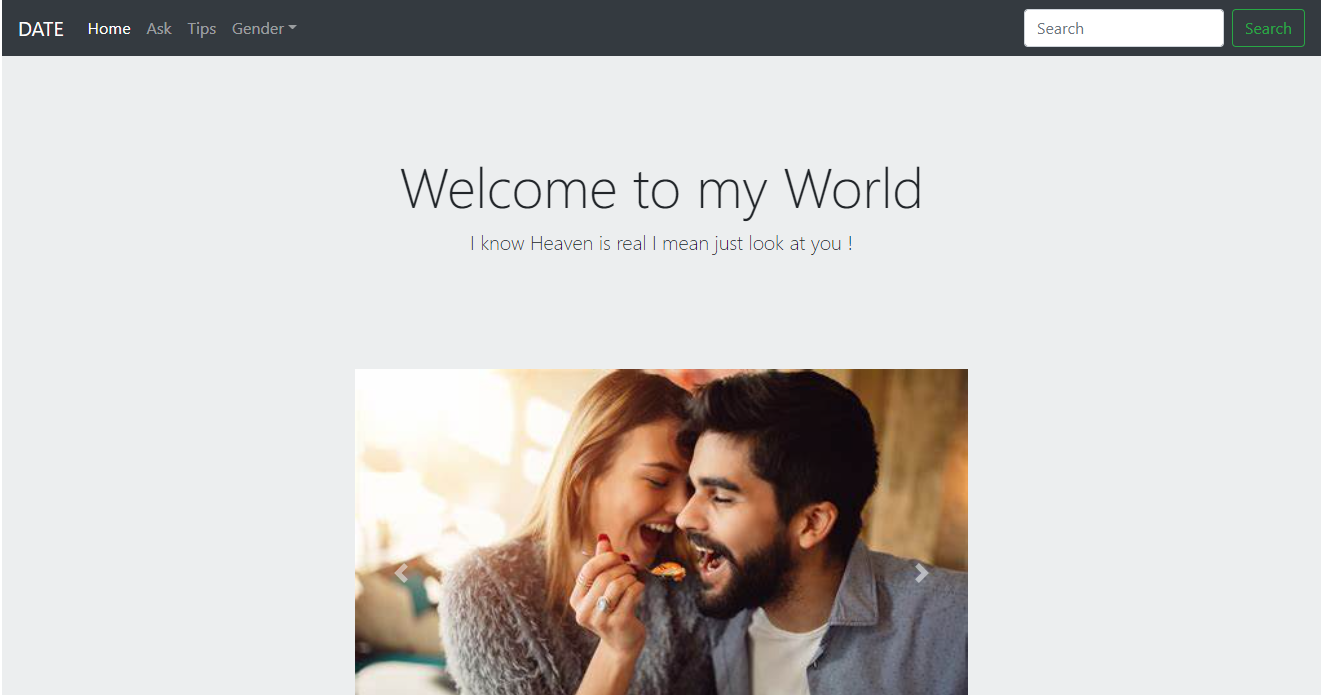 DATE Home Ask Tips Gender Search Search
Welcome to my World
I know Heaven is real I mean just look at you !